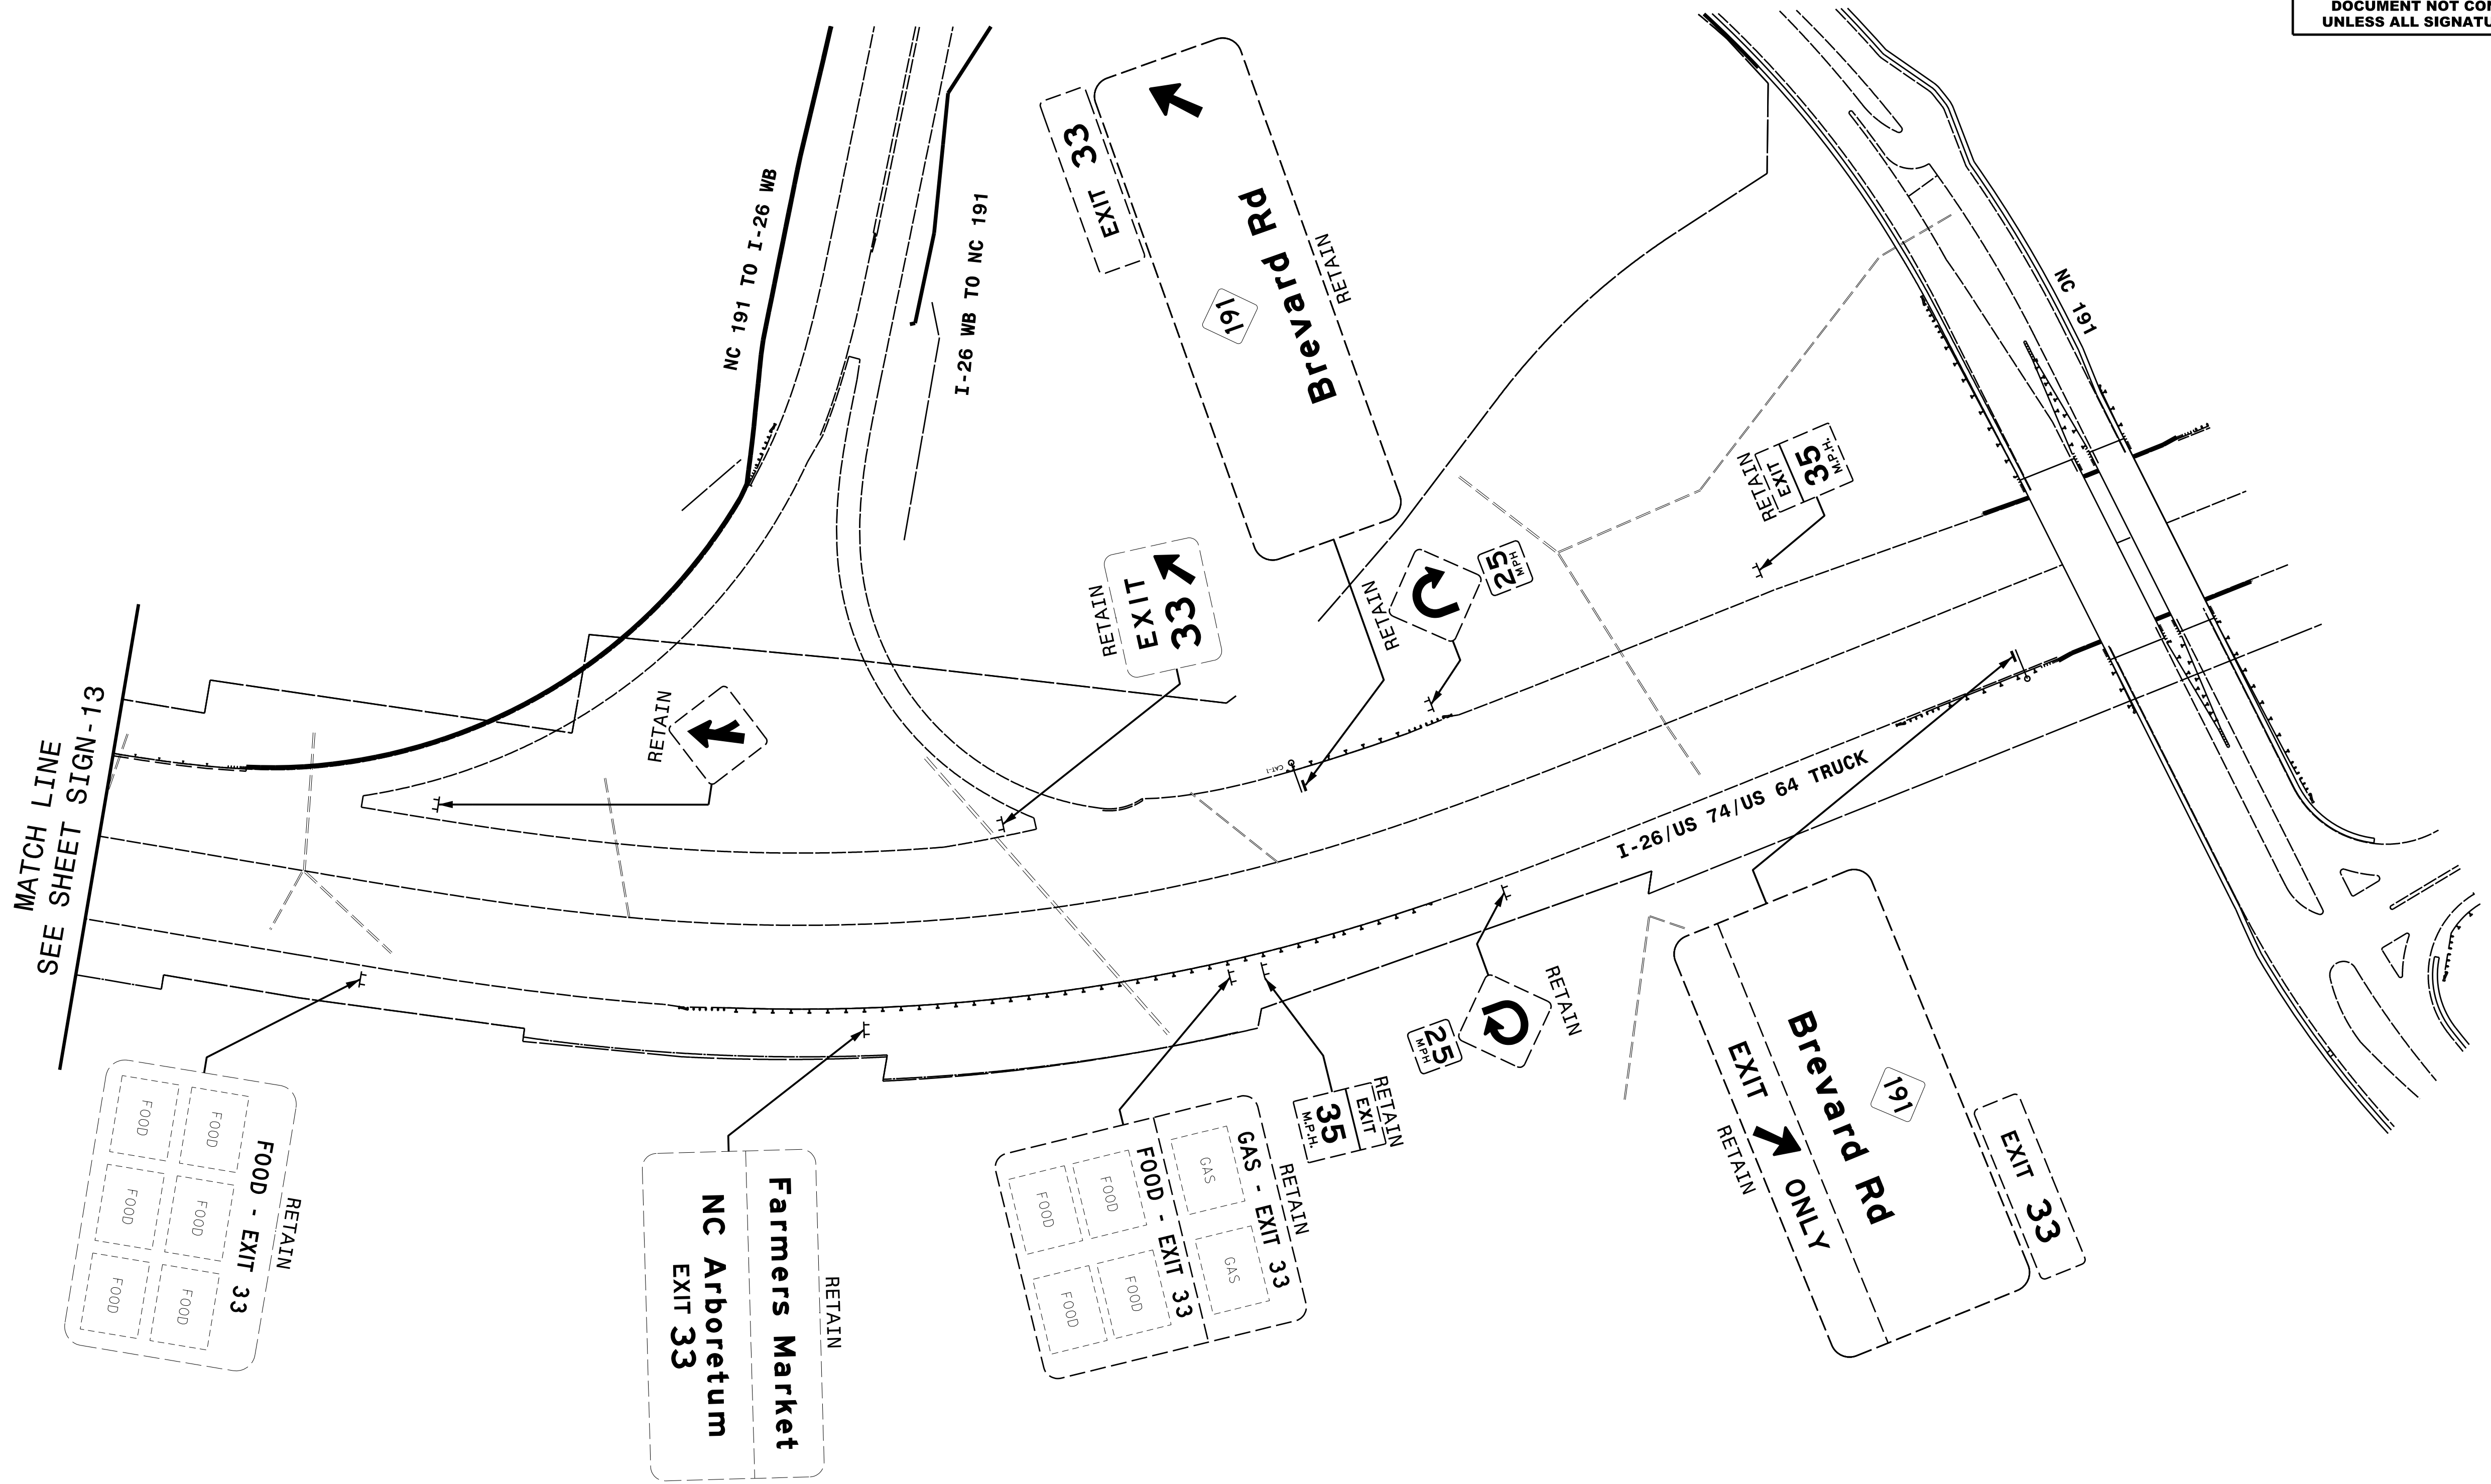 DOCUMENT NOT CON
UNLESS ALL SIGNATU
NC 191 TO I-26 WB
I-26 WB TO NC 191
EXIT 33
191
Brevard Rd
RETAIN
NC 191
RETAIN
EXIT
35
M.P.H.
RETAIN
25
MPH
RETAIN
EXIT
33
RETAIN
CAT-1
MATCH LINE
SEE SHEET SIGN-13
I-26/US 74/US 64 TRUCK
RETAIN
FOOD - EXIT 33
FOOD
FOOD
FOOD
FOOD
FOOD
FOOD
RETAIN
Farmers Market
NC Arboretum
EXIT 33
RETAIN
GAS - EXIT 33
GAS
GAS
FOOD - EXIT 33
FOOD
FOOD
FOOD
FOOD
RETAIN
EXIT
35
M.P.H.
RETAIN
25
MPH
EXIT 33
191
Brevard Rd
EXIT ONLY
RETAIN